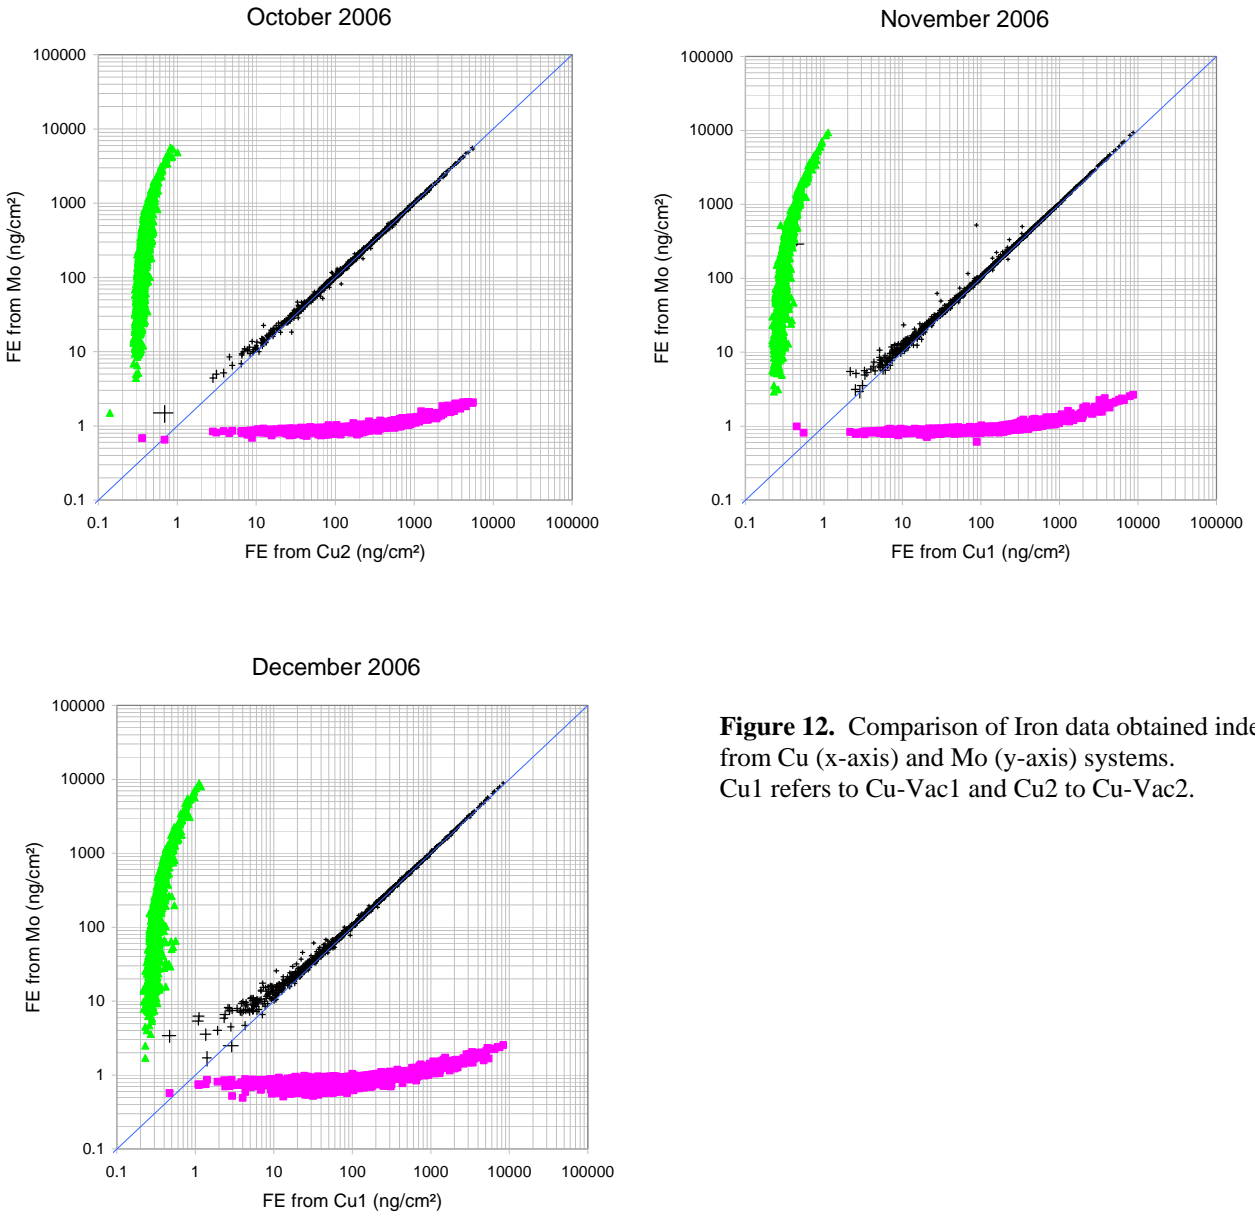 October 2006
100000
10000
1000
100
10
1
0.1
FE from Mo (ng/cm²)
0.1 1 10 100 1000 10000 100000
FE from Cu2 (ng/cm²)
November 2006
100000
10000
1000
100
10
1
0.1
FE from Mo (ng/cm²)
0.1 1 10 100 1000 10000 100000
FE from Cu1 (ng/cm²)
December 2006
100000
10000
1000
100
10
1
0.1
FE from Mo (ng/cm²)
0.1 1 10 100 1000 10000 100000
FE from Cu1 (ng/cm²)
Figure 12. Comparison of Iron data obtained inde
from Cu (x-axis) and Mo (y-axis) systems.
Cu1 refers to Cu-Vac1 and Cu2 to Cu-Vac2.